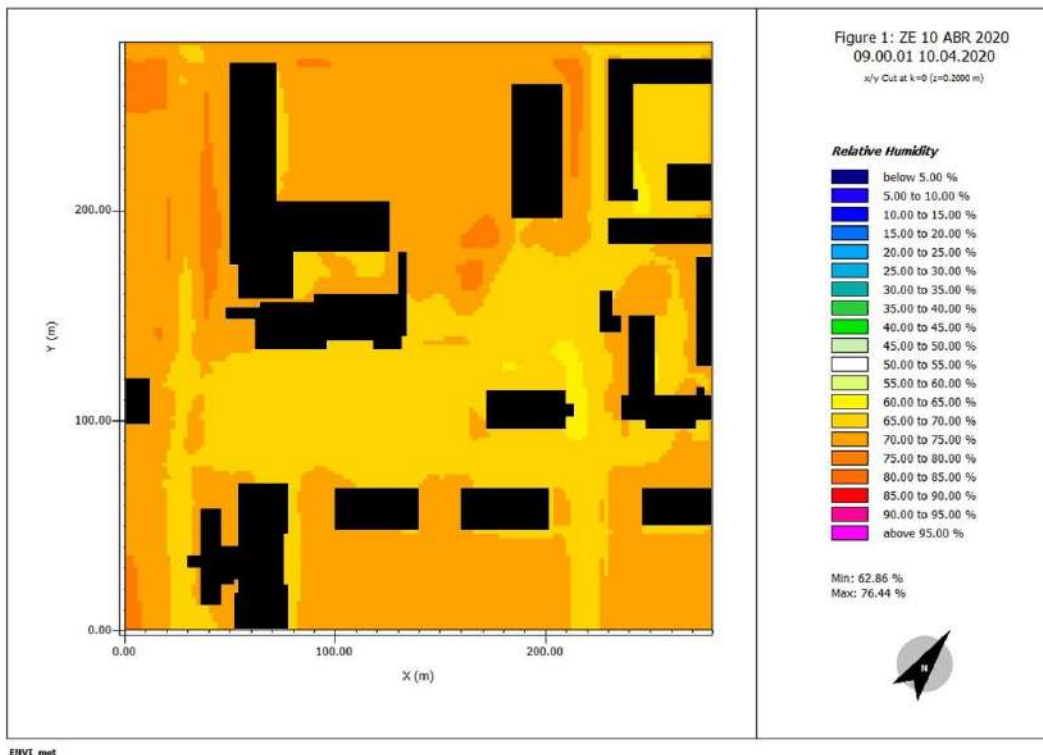 Figure 1: ZE 10 ABR 2020
09.00.01 10.04.2020
x/y Cut at k=0 (z=0.2000 m)
Relative Humidity
below 5.00 %
5.00 to 10.00 %
10.00 to 15.00 %
15.00 to 20.00 %
20.00 to 25.00 %
25.00 to 30.00 %
30.00 to 35.00 %
35.00 to 40.00 %
40.00 to 45.00 %
45.00 to 50.00 %
50.00 to 55.00 %
55.00 to 60.00 %
60.00 to 65.00 %
65.00 to 70.00 %
70.00 to 75.00 %
75.00 to 80.00 %
80.00 to 85.00 %
85.00 to 90.00 %
90.00 to 95.00 %
above 95.00 %
Min: 62.86 %
Max: 76.44 %
N
200.00
Y (m)
100.00
0.00
0.00 100.00 200.00
X (m)
ENVI_met